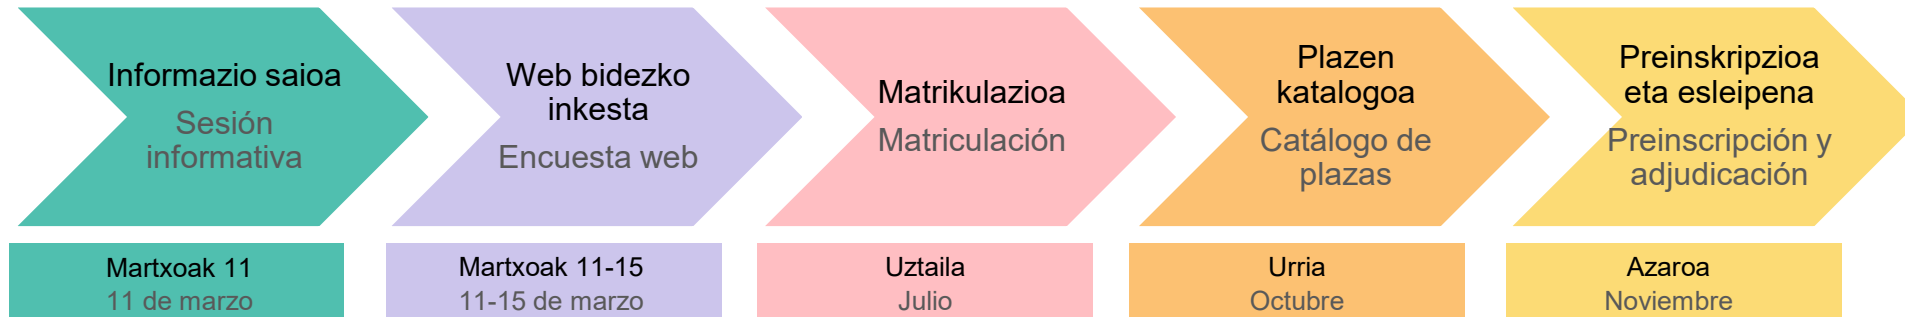 Informazio saioa
Sesión
informativa
Web bidezko
inkesta
Encuesta web
Matrikulazioa
Matriculación
Plazen
katalogoa
Catálogo de
plazas
Preinskripzioa
eta esleipena
Preinscripción y
adjudicación
Martxoak 11
11 de marzo
Martxoak 11-15
11-15 de marzo
Uztaila
Julio
Urria
Octubre
Azaroa
Noviembre